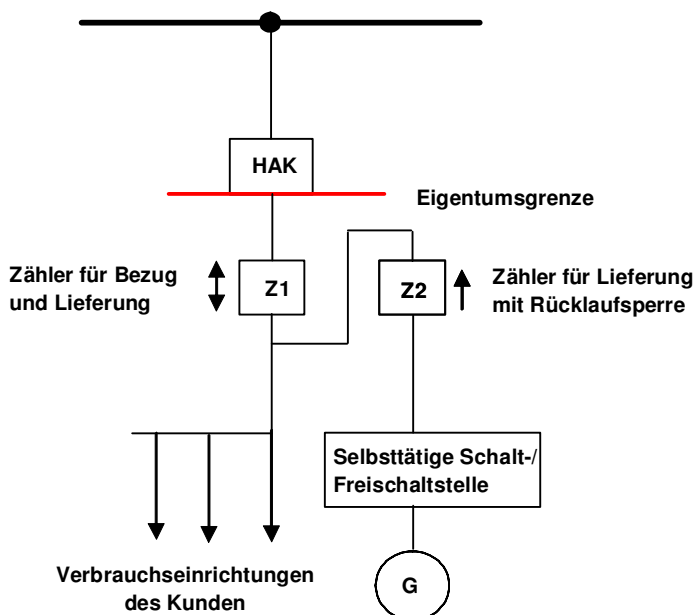 HAK
Eigentumsgrenze
Zähler für Bezug
und Lieferung
Z1
Z2
Zähler für Lieferung
mit Rücklaufsperre
Selbsttätige Schalt-/
Freischaltstelle
Verbrauchseinrichtungen
des Kunden
G